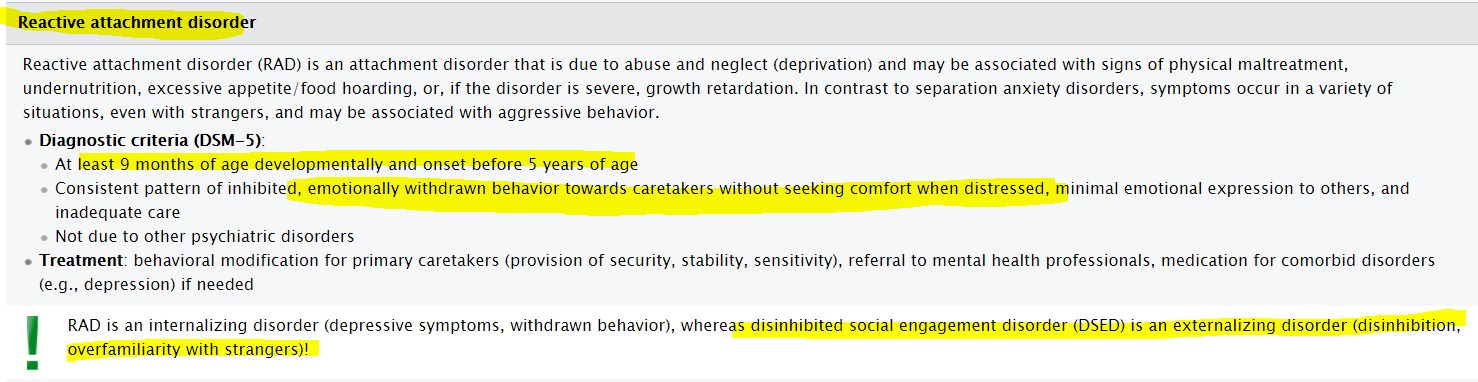 Reactive attachment disorder
Reactive attachment disorder (RAD) is an attachment disorder that is due to abuse and neglect (deprivation) and may be associated with signs of physical maltreatment,
undernutrition, excessive appetite/food hoarding, or, if the disorder is severe, growth retardation. In contrast to separation anxiety disorders, symptoms occur in a variety of
situations, even with strangers, and may be associated with aggressive behavior.
Diagnostic criteria (DSM-5):
At least 9 months of age developmentally and onset before 5 years of age
Consistent pattern of inhibited, emotionally withdrawn behavior towards caretakers without seeking comfort when distressed, minimal emotional expression to others, and
inadequate care
Not due to other psychiatric disorders
Treatment: behavioral modification for primary caretakers (provision of security, stability, sensitivity), referral to mental health professionals, medication for comorbid disorders
(e.g., depression) if needed
RAD is an internalizing disorder (depressive symptoms, withdrawn behavior), whereas disinhibited social engagement disorder (DSED) is an externalizing disorder (disinhibition,
overfamiliarity with strangers)!